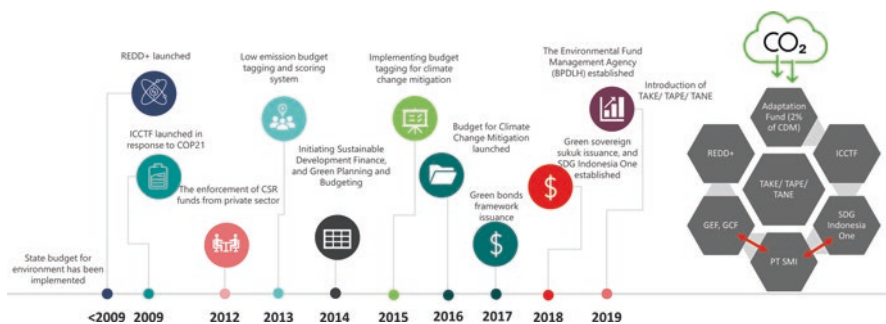 REDD+ launched
ICCTF launched in
response to COP21
State budget for
environment has been
implemented
The enforcement of CSR
funds from private sector
Low emission budget
tagging and scoring
system
Initiating Sustainable
Development Finance,
and Green Planning and
Budgeting
Implementing budget
tagging for climate
change mitigation
Budget for Climate
Change Mitigation
launched
Green bonds
framework
issuance
$
Green sovereign
sukuk issuance, and
SDG Indonesia One
established
$
The Environmental Fund
Management Agency
(BPDLH) established
Introduction of
TAKE/ TAPE/ TANE
<2009
2009
2012
2013
2014
2015
2016
2017
2018
2019
CO2
Adaptation
Fund (2%
of CDM)
REDD+
ICCTF
TAKE/ TAPE/
TANE
GEF, GCF
SDG
Indonesia
One
PT SMI